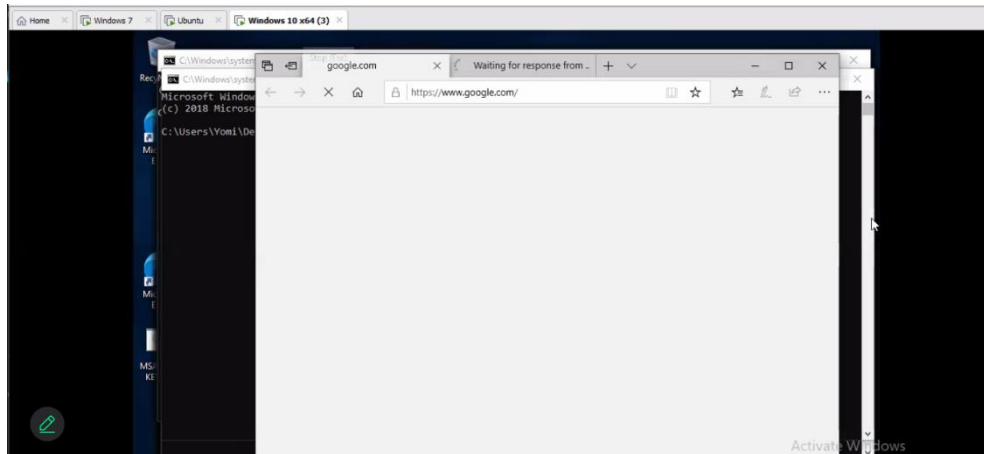 Home
Windows 7
Ubuntu
Windows 10 x64 (3)
C:\Windows\system
google.com
Waiting for response from
C:\Windows\syste
https://www.google.com/
Microsoft Window
(c) 2018 Microso
C:\Users\Yomi\De
Activate Windows